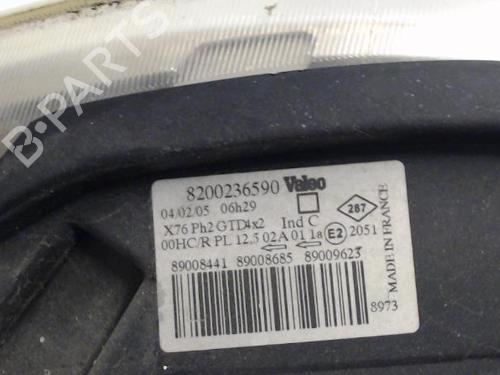 B-PARTS
8200236590 Valeo
04/02/05 06h29
X76 Ph2 GTD4x2 Ind C
287
00HC/R PL 12.5 02A 01 1a E2 2051
89008441 89008685 89009623
8973
MADE IN FRANCE